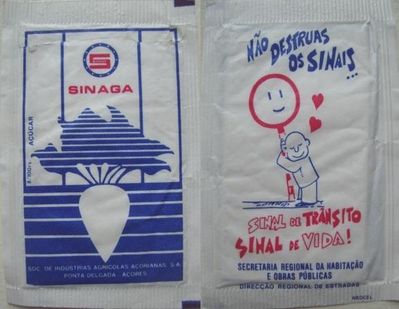 SINAGA
AÇÚCAR
SOC. DE INDÚSTRIAS AGRÍCOLAS AÇORIANAS, S.A.
PONTA DELGADA - AÇORES
NÃO DESTRUAS
OS SINAIS...
SINAL DE TRÂNSITO
SINAL DE VIDA!
SECRETARIA REGIONAL DA HABITAÇÃO
E OBRAS PÚBLICAS
DIRECÇÃO REGIONAL DE ESTRADAS